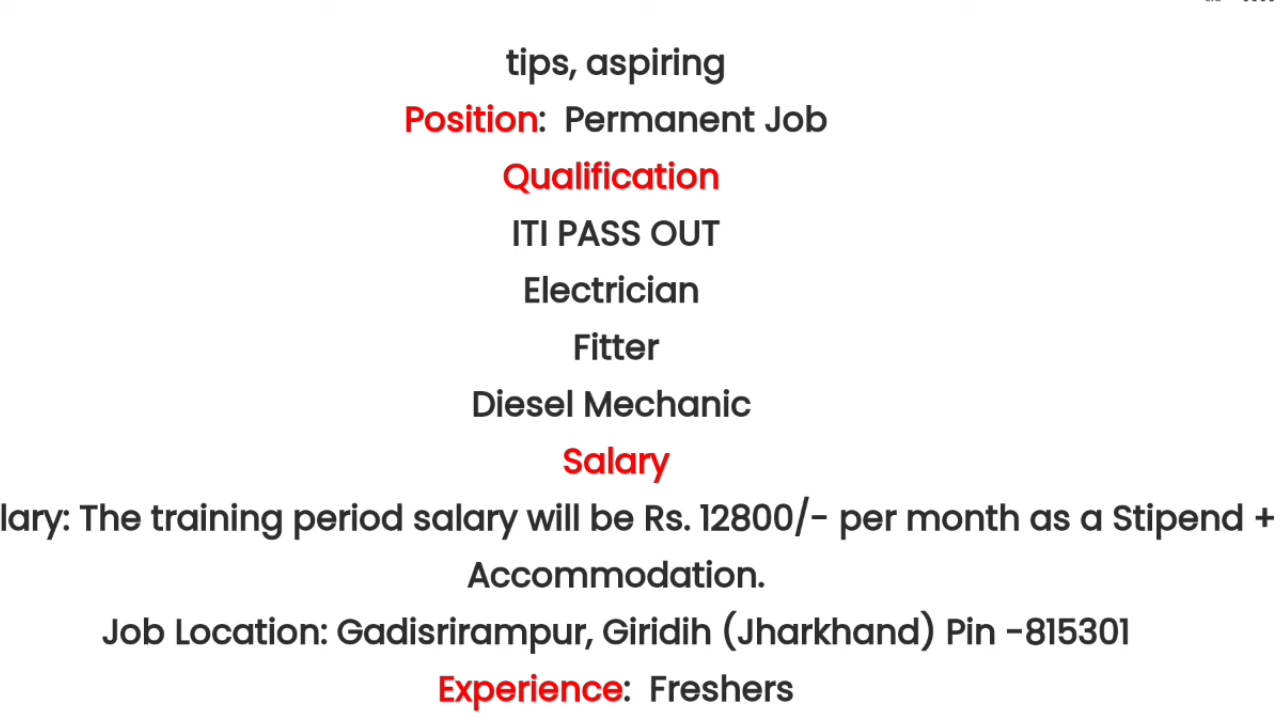 tips, aspiring
Position:  Permanent Job
Qualification
ITI PASS OUT
Electrician
Fitter
Diesel Mechanic
Salary
lary: The training period salary will be Rs. 12800/- per month as a Stipend +
Accommodation.
Job Location: Gadisrirampur, Giridih (Jharkhand) Pin -815301
Experience:  Freshers